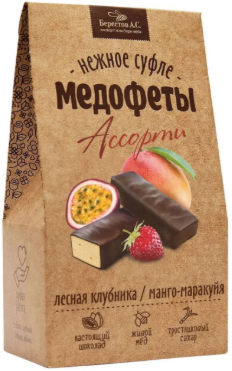 Берестов А.С.
НЕЖНОЕ СУФЛЕ
МЕДОФЕТЫ
Ассорти
ЛЕСНАЯ КЛУБНИКА / МАНГО-МАРАКУЙЯ
настоящий шоколад
живой мёд
тростниковый сахар